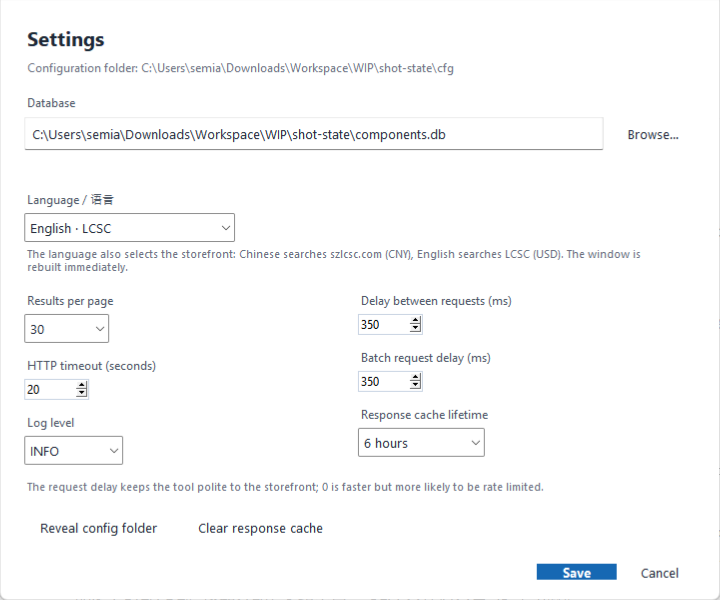 Settings
Configuration folder: C:\Users\semia\Downloads\Workspace\WIP\shot-state\cfg
Database
C:\Users\semia\Downloads\Workspace\WIP\shot-state\components.db
Browse...
Language / 语言
English · LCSC
The language also selects the storefront: Chinese searches szlcsc.com (CNY), English searches LCSC (USD). The window is
rebuilt immediately.
Results per page
30
Delay between requests (ms)
350
HTTP timeout (seconds)
20
Batch request delay (ms)
350
Log level
INFO
Response cache lifetime
6 hours
The request delay keeps the tool polite to the storefront; 0 is faster but more likely to be rate limited.
Reveal config folder
Clear response cache
Save
Cancel